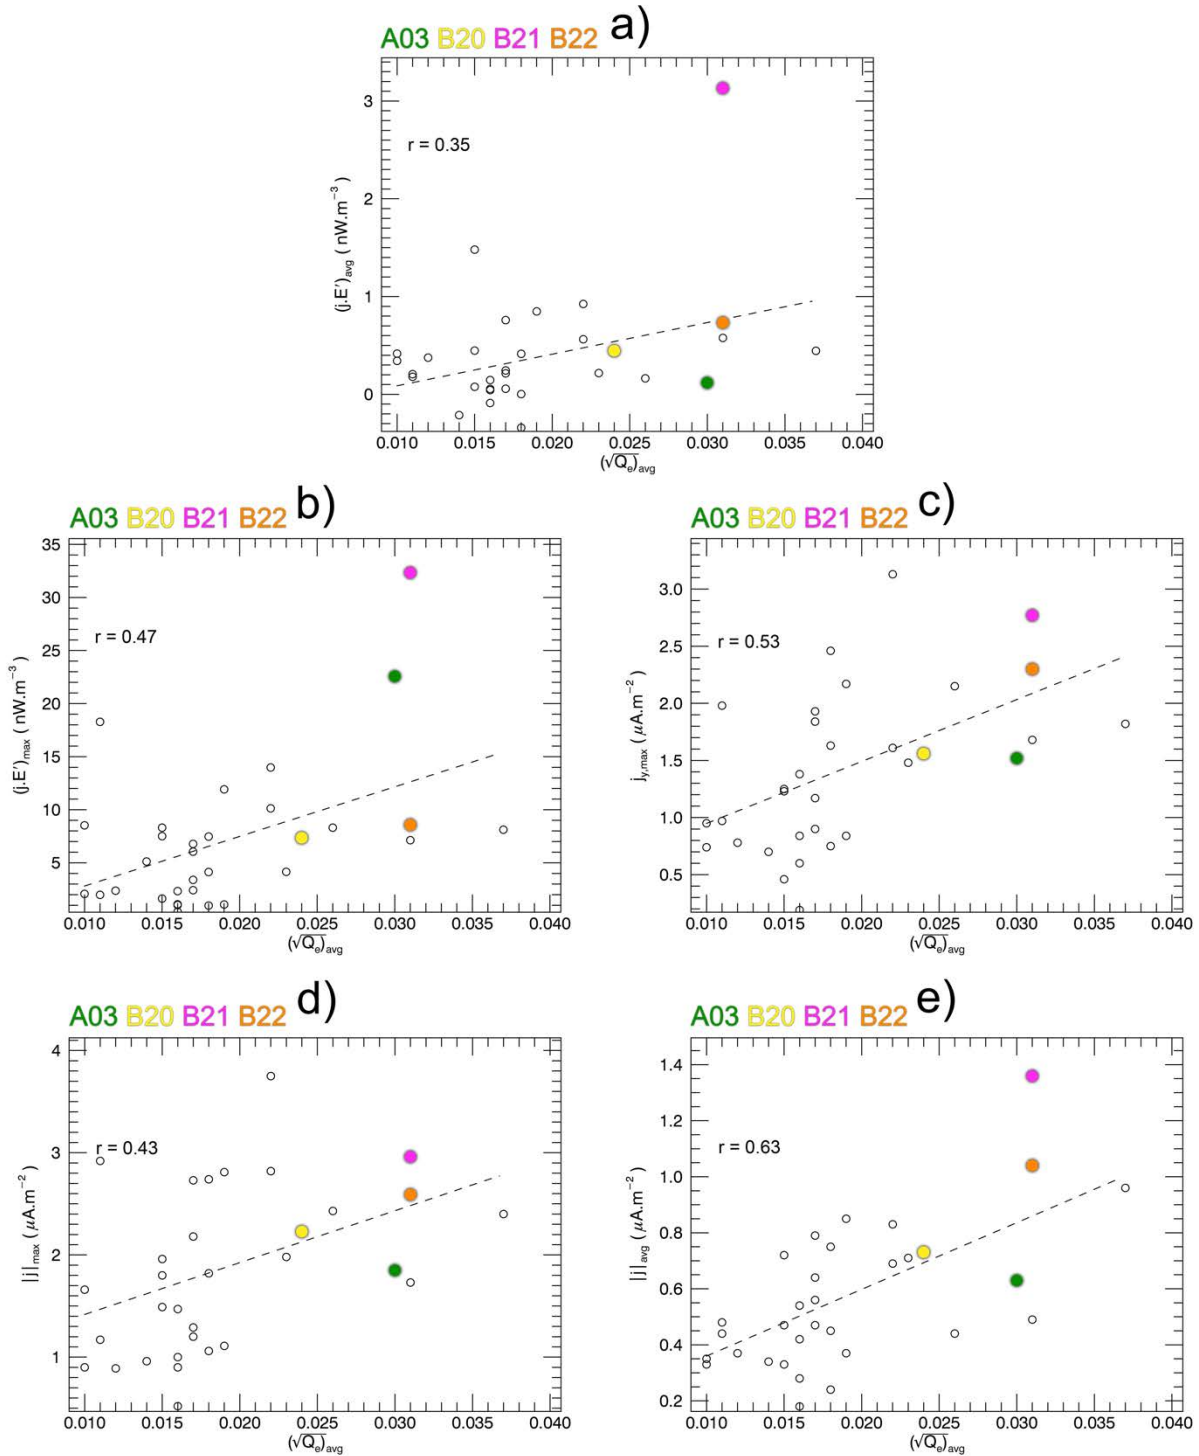 A03 B20 B21 B22 a)
3
r = 0.35
2
(j.E′)avg ( nW.m⁻³ )
1
0
0.010 0.015 0.020 0.025 0.030 0.035 0.040
(√Qe)avg
A03 B20 B21 B22 b)
35
30
r = 0.47
25
(j.E′)max ( nW.m⁻³ )
20
15
10
5
0.010 0.015 0.020 0.025 0.030 0.035 0.040
(√Qe)avg
A03 B20 B21 B22 c)
3.0
r = 0.53
2.5
2.0
jy,max ( μA.m⁻² )
1.5
1.0
0.5
0.010 0.015 0.020 0.025 0.030 0.035 0.040
(√Qe)avg
A03 B20 B21 B22 d)
4
r = 0.43
3
|j|max ( μA.m⁻² )
2
1
0.010 0.015 0.020 0.025 0.030 0.035 0.040
(√Qe)avg
A03 B20 B21 B22 e)
1.4
1.2
r = 0.63
1.0
|j|avg ( μA.m⁻² )
0.8
0.6
0.4
0.2
0.010 0.015 0.020 0.025 0.030 0.035 0.040
(√Qe)avg